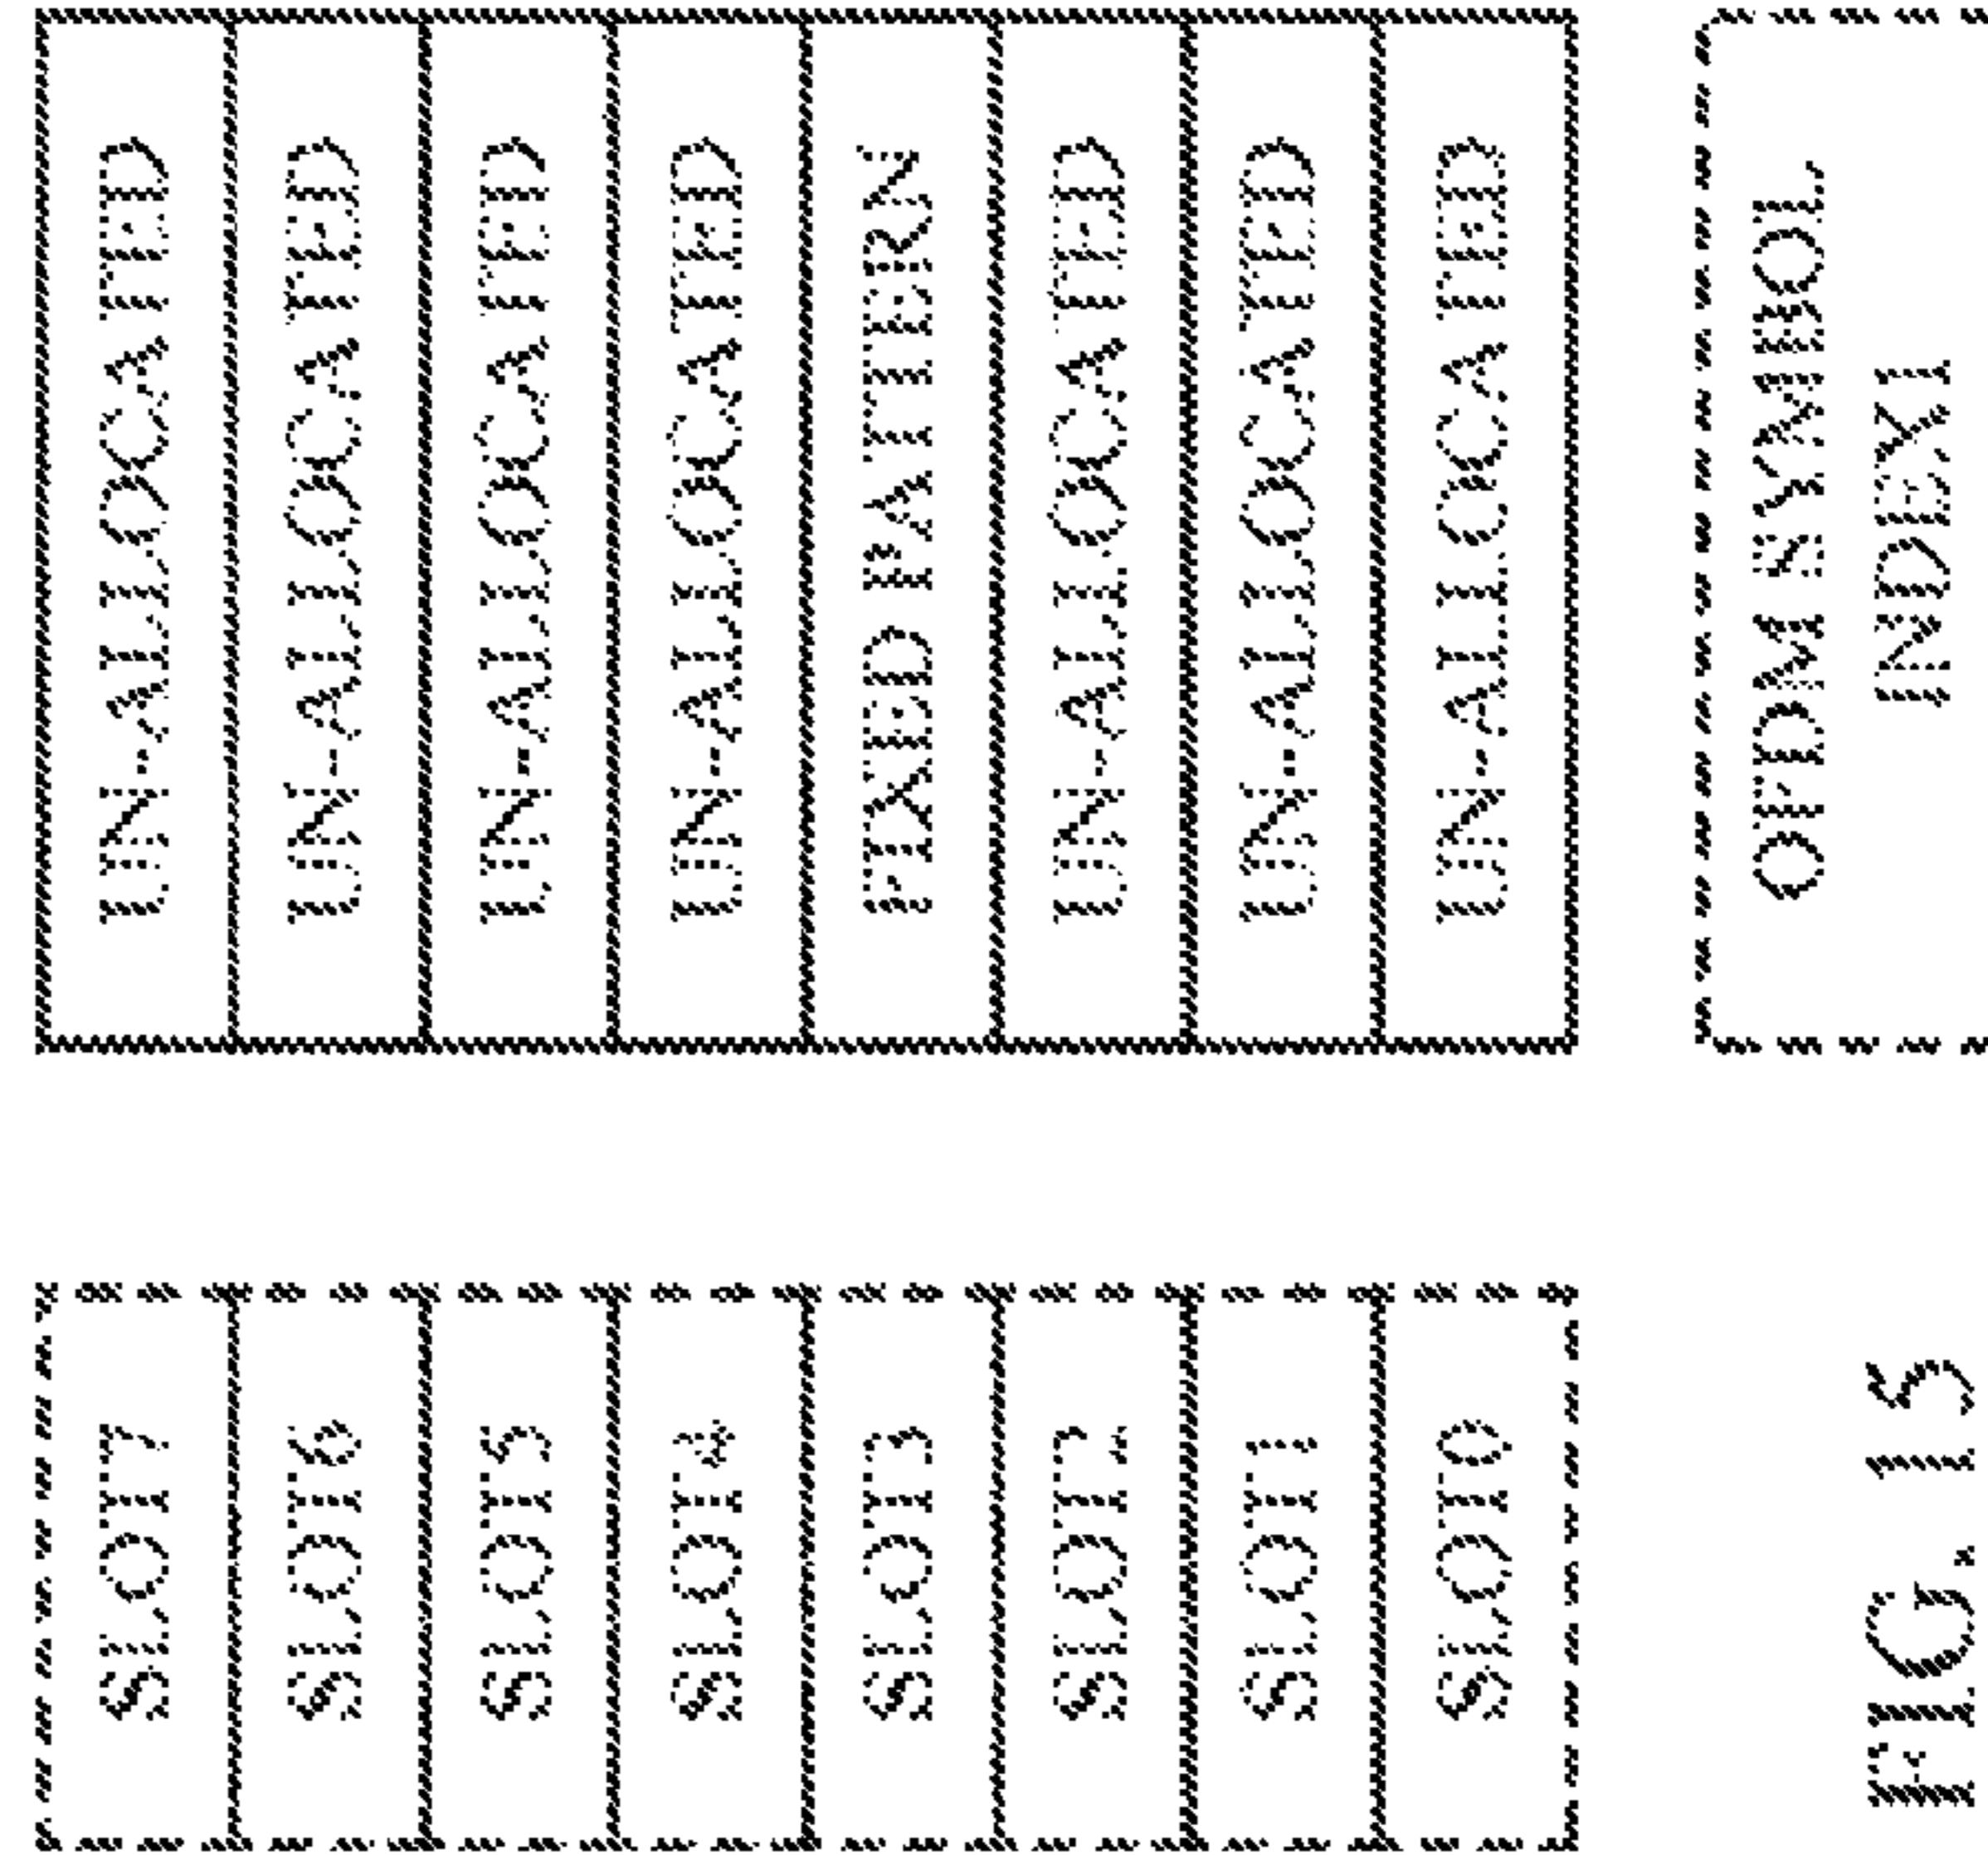 SLOT7 UN-ALLOCATED
SLOT6 UN-ALLOCATED
SLOT5 UN-ALLOCATED
SLOT4 UN-ALLOCATED
SLOT3 FIXED PATTERN
SLOT2 UN-ALLOCATED
SLOT1 UN-ALLOCATED
SLOT0 UN-ALLOCATED
OFDM SYMBOL
INDEX1
FIG. 15